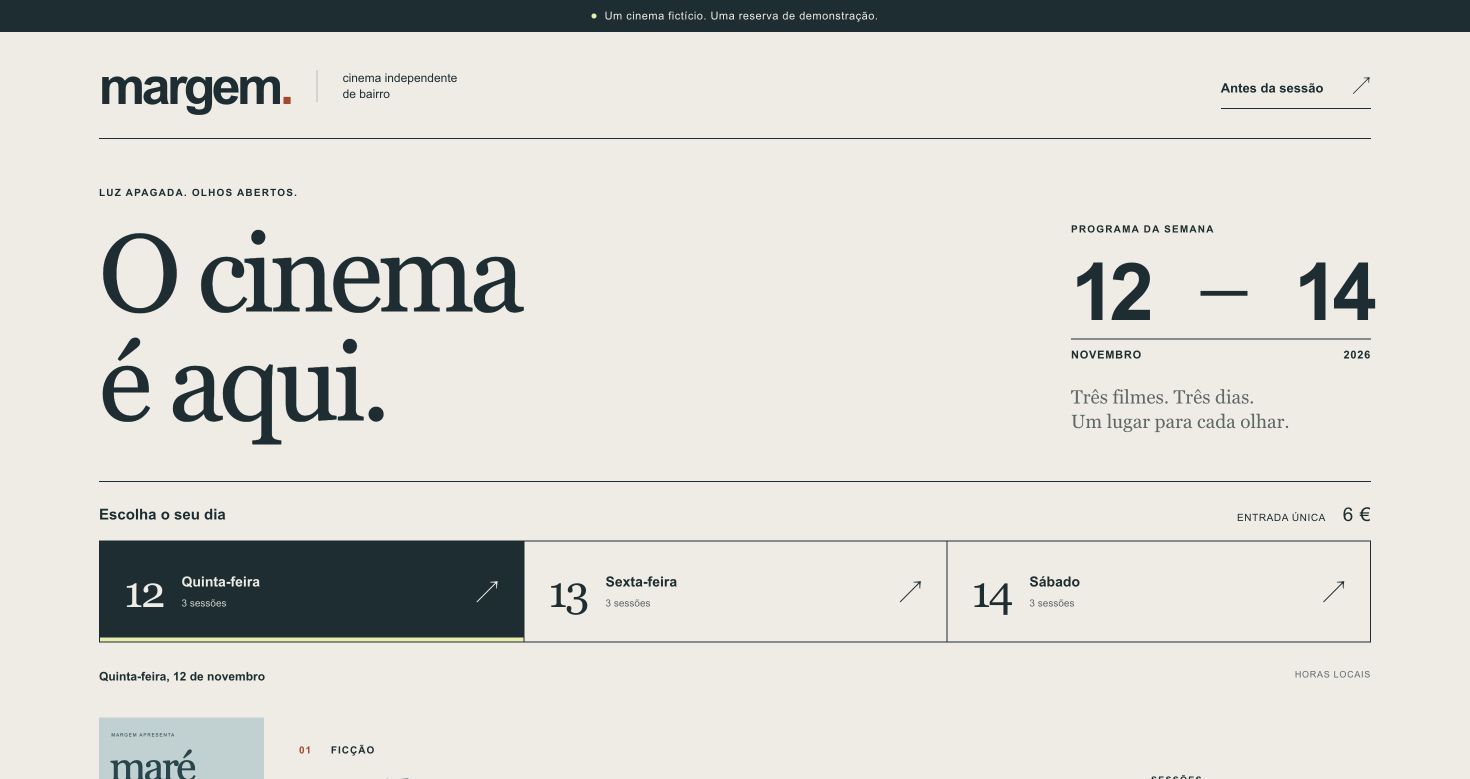 Um cinema fictício. Uma reserva de demonstração.
margem.
cinema independente
de bairro
Antes da sessão
LUZ APAGADA. OLHOS ABERTOS.
O cinema
é aqui.
PROGRAMA DA SEMANA
12 — 14
NOVEMBRO 2026
Três filmes. Três dias.
Um lugar para cada olhar.
Escolha o seu dia
ENTRADA ÚNICA 6 €
12 Quinta-feira
3 sessões
13 Sexta-feira
3 sessões
14 Sábado
3 sessões
Quinta-feira, 12 de novembro
HORAS LOCAIS
MARGEM APRESENTA
maré
01 FICÇÃO
SESSÕES